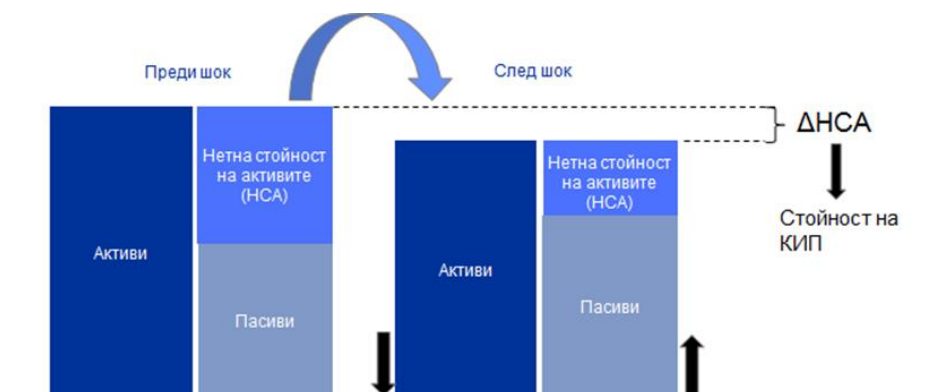 Преди шок
След шок
ΔНСА
Нетна стойност
на активите
(НСА)
Нетна стойност
на активите
(НСА)
Стойност на
КИП
Активи
Активи
Пасиви
Пасиви